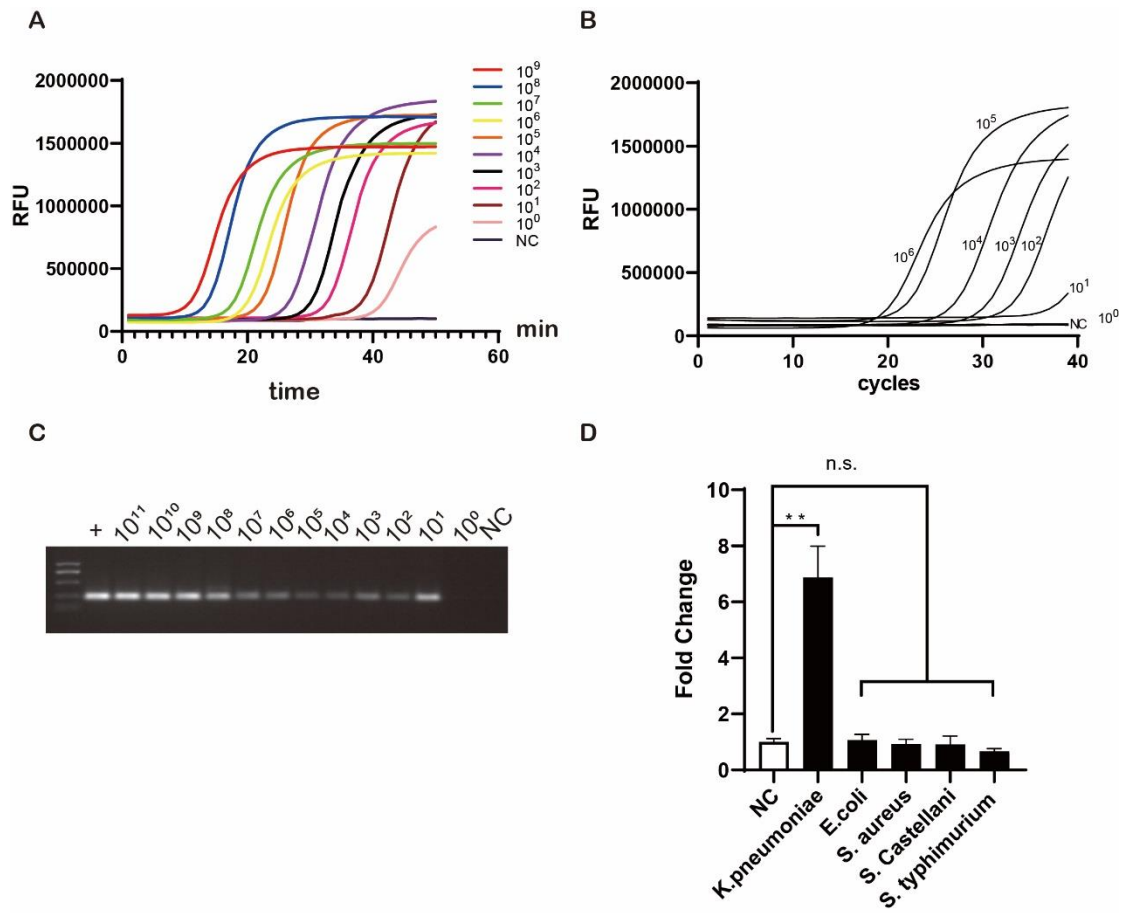 A
RFU
2000000
1500000
1000000
500000
0
0
20
40
60
min
time
10⁹
10⁸
10⁷
10⁶
10⁵
10⁴
10³
10²
10¹
10⁰
NC
B
RFU
2000000
1500000
1000000
500000
0
0
10
20
30
40
cycles
10⁵
10⁶
10⁴
10³
10²
10¹
10⁰
NC
C
+ 10¹¹ 10¹⁰ 10⁹ 10⁸ 10⁷ 10⁶ 10⁵ 10⁴ 10³ 10² 10¹ 10⁰ NC
D
n.s.
**
Fold Change
10
8
6
4
2
0
NC
K.pneumoniae
E.coli
S. aureus
S. Castellani
S. typhimurium